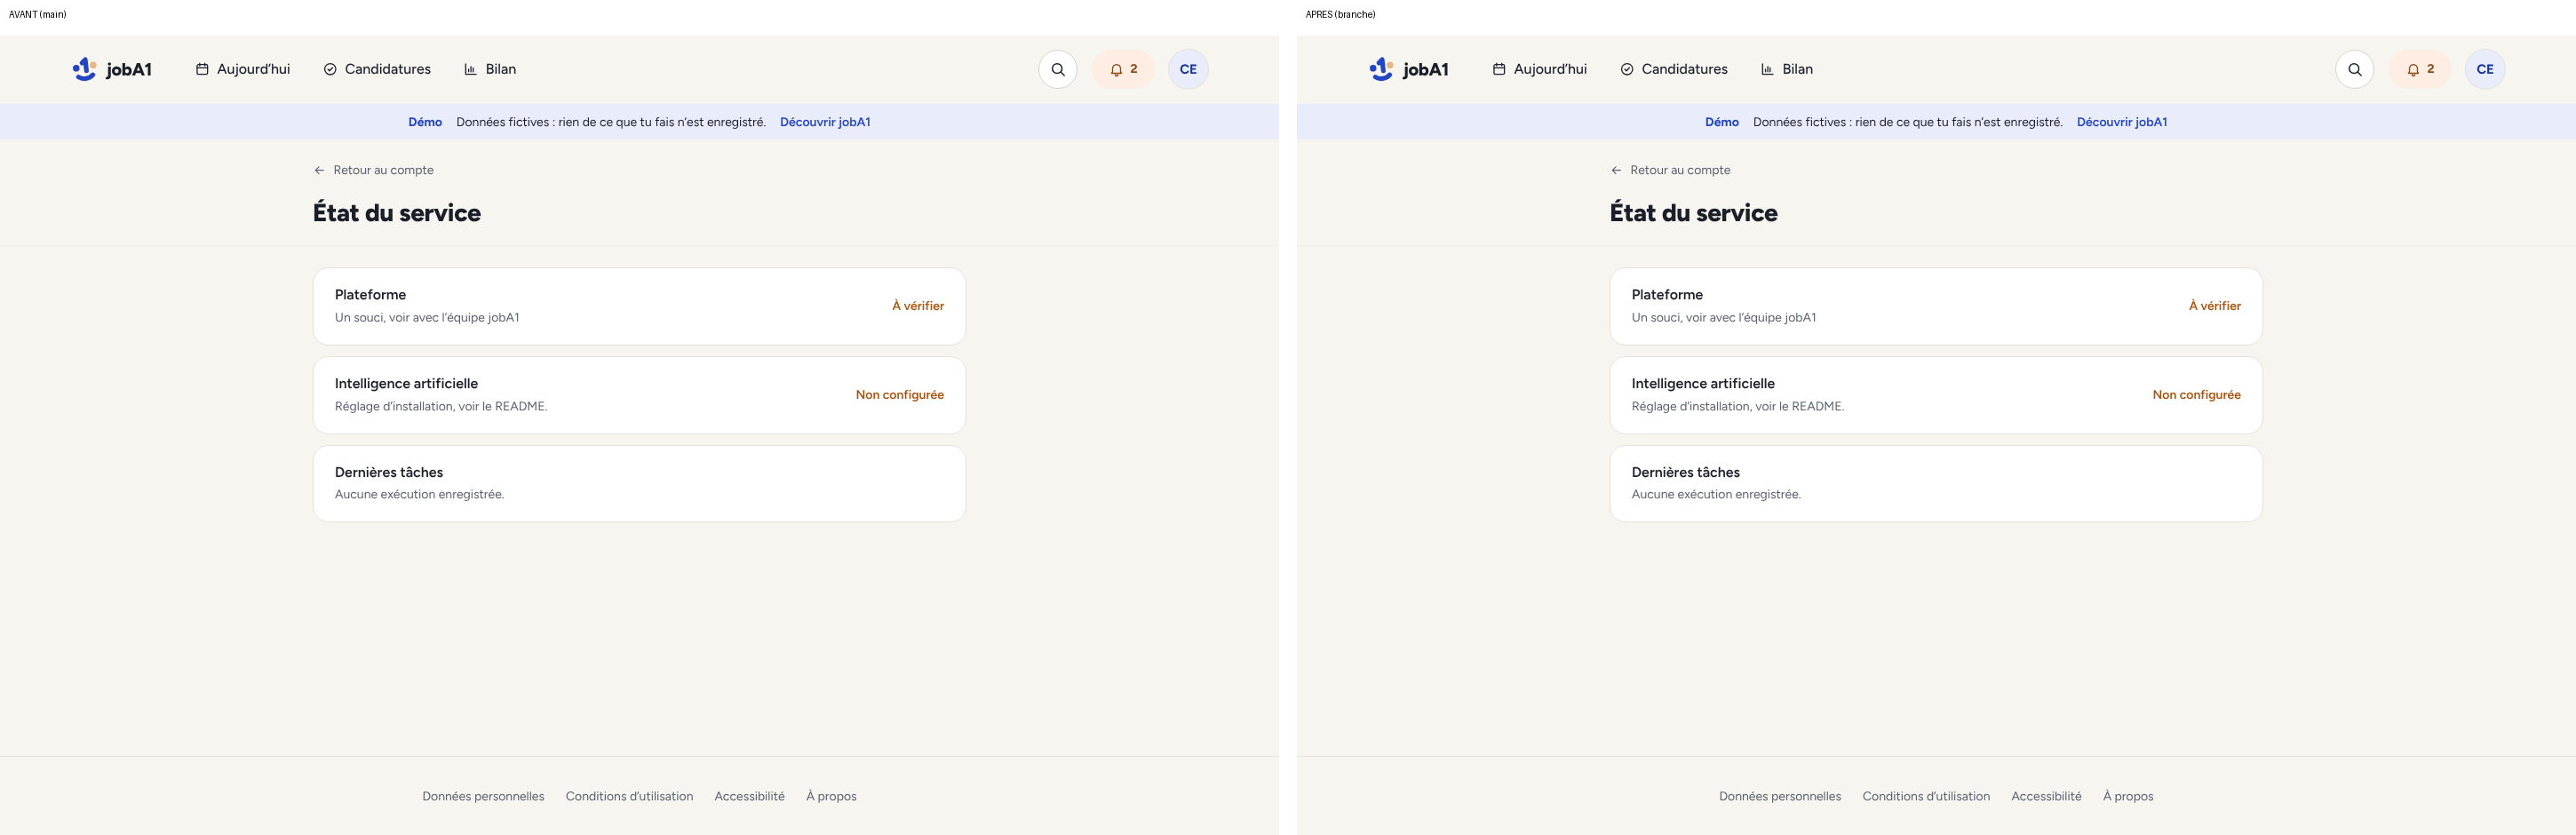 AVANT (main)
jobA1 Aujourd’hui Candidatures Bilan 2 CE
Démo Données fictives : rien de ce que tu fais n’est enregistré. Découvrir jobA1
← Retour au compte
État du service
Plateforme
Un souci, voir avec l’équipe jobA1
À vérifier
Intelligence artificielle
Réglage d’installation, voir le README.
Non configurée
Dernières tâches
Aucune exécution enregistrée.
Données personnelles Conditions d’utilisation Accessibilité À propos
APRES (branche)
jobA1 Aujourd’hui Candidatures Bilan 2 CE
Démo Données fictives : rien de ce que tu fais n’est enregistré. Découvrir jobA1
← Retour au compte
État du service
Plateforme
Un souci, voir avec l’équipe jobA1
À vérifier
Intelligence artificielle
Réglage d’installation, voir le README.
Non configurée
Dernières tâches
Aucune exécution enregistrée.
Données personnelles Conditions d’utilisation Accessibilité À propos